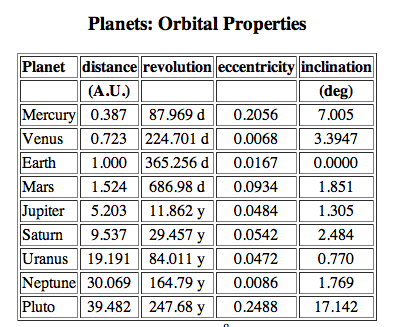 Planets: Orbital Properties
Planet distance revolution eccentricity inclination
(A.U.) (deg)
Mercury 0.387 87.969 d 0.2056 7.005
Venus 0.723 224.701 d 0.0068 3.3947
Earth 1.000 365.256 d 0.0167 0.0000
Mars 1.524 686.98 d 0.0934 1.851
Jupiter 5.203 11.862 y 0.0484 1.305
Saturn 9.537 29.457 y 0.0542 2.484
Uranus 19.191 84.011 y 0.0472 0.770
Neptune 30.069 164.79 y 0.0086 1.769
Pluto 39.482 247.68 y 0.2488 17.142